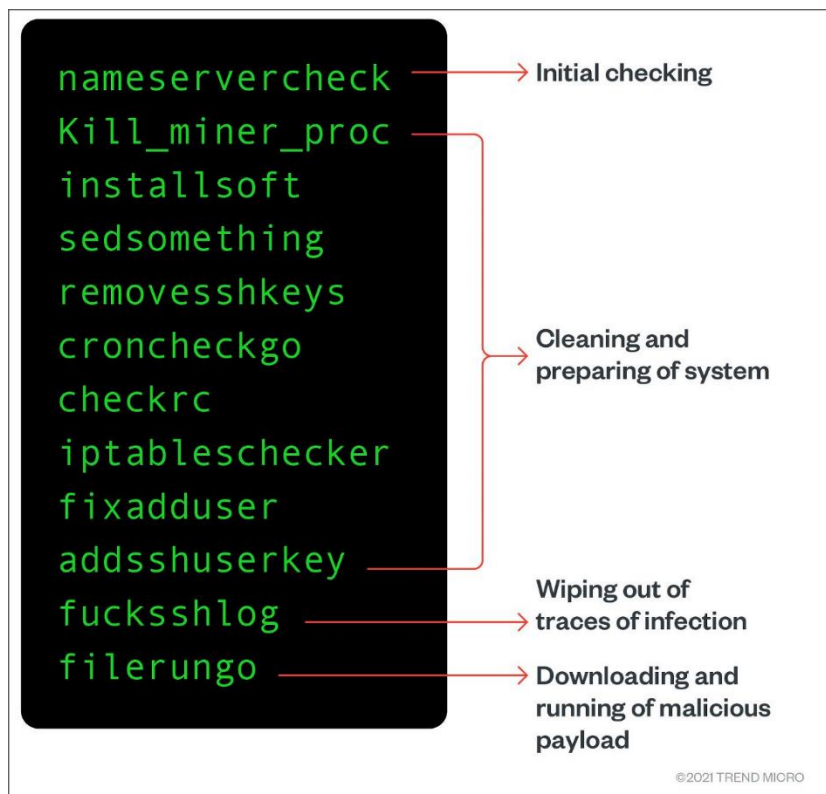 nameservercheck
Initial checking
Kill_miner_proc
installsoft
sedsomething
removesshkeys
croncheckgo
Cleaning and
preparing of system
checkrc
iptableschecker
fixadduser
addsshuserkey
fucksshlog
Wiping out of
traces of infection
filerungo
Downloading and
running of malicious
payload
©2021 TREND MICRO